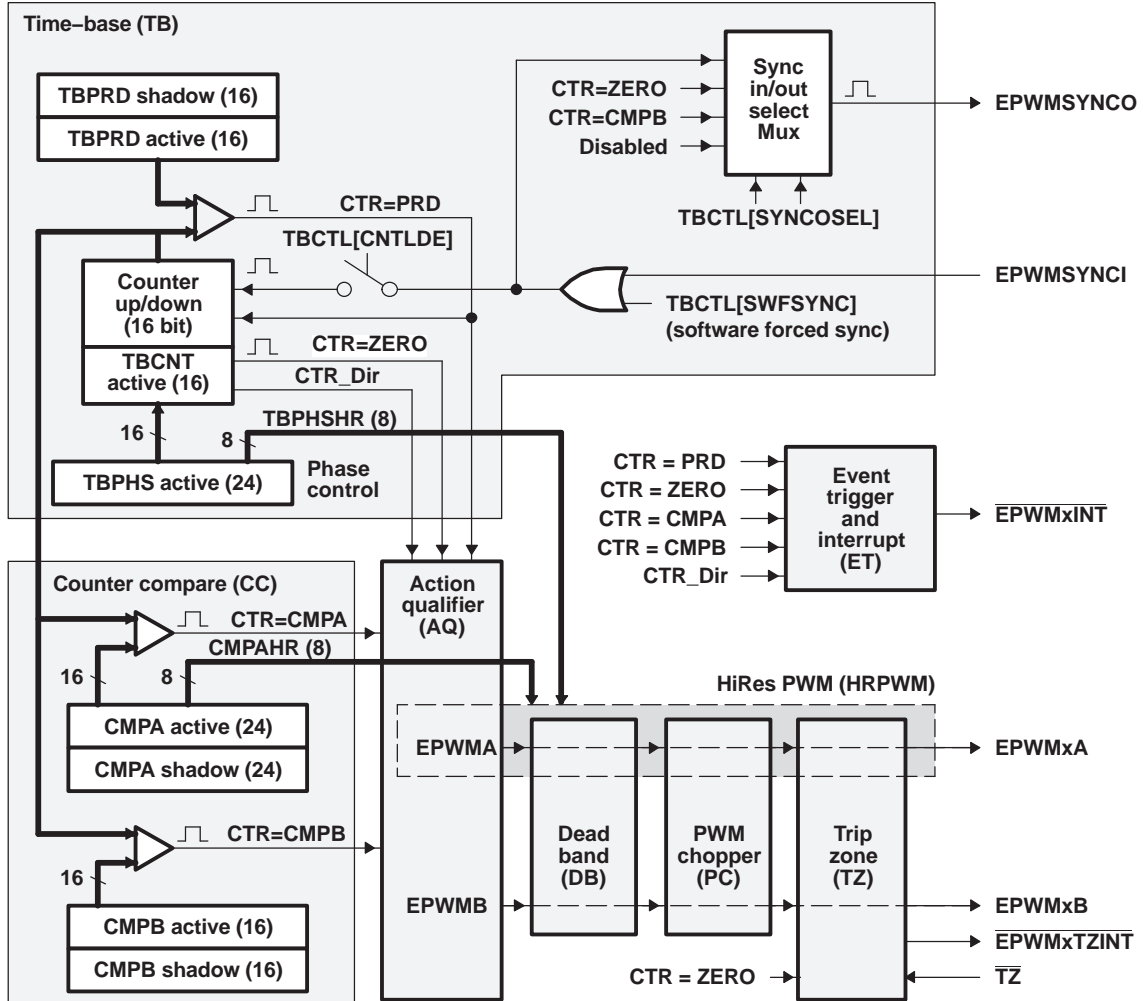 Time−base (TB)
TBPRD shadow (16)
TBPRD active (16)
CTR=ZERO
CTR=CMPB
Disabled
Sync
in/out
select
Mux
EPWMSYNCO
TBCTL[SYNCOSEL]
CTR=PRD
TBCTL[CNTLDE]
Counter
up/down
(16 bit)
EPWMSYNCI
TBCTL[SWFSYNC]
(software forced sync)
CTR=ZERO
TBCNT
active (16)
CTR_Dir
16
8
TBPHSHR (8)
TBPHS active (24)
Phase
control
CTR = PRD
CTR = ZERO
CTR = CMPA
CTR = CMPB
CTR_Dir
Event
trigger
and
interrupt
(ET)
EPWMxINT
Counter compare (CC)
Action
qualifier
(AQ)
CTR=CMPA
CMPAHR (8)
16
8
HiRes PWM (HRPWM)
CMPA active (24)
CMPA shadow (24)
EPWMA
EPWMxA
CTR=CMPB
16
Dead
band
(DB)
PWM
chopper
(PC)
Trip
zone
(TZ)
CMPB active (16)
CMPB shadow (16)
EPWMB
EPWMxB
EPWMxTZINT
CTR = ZERO
TZ